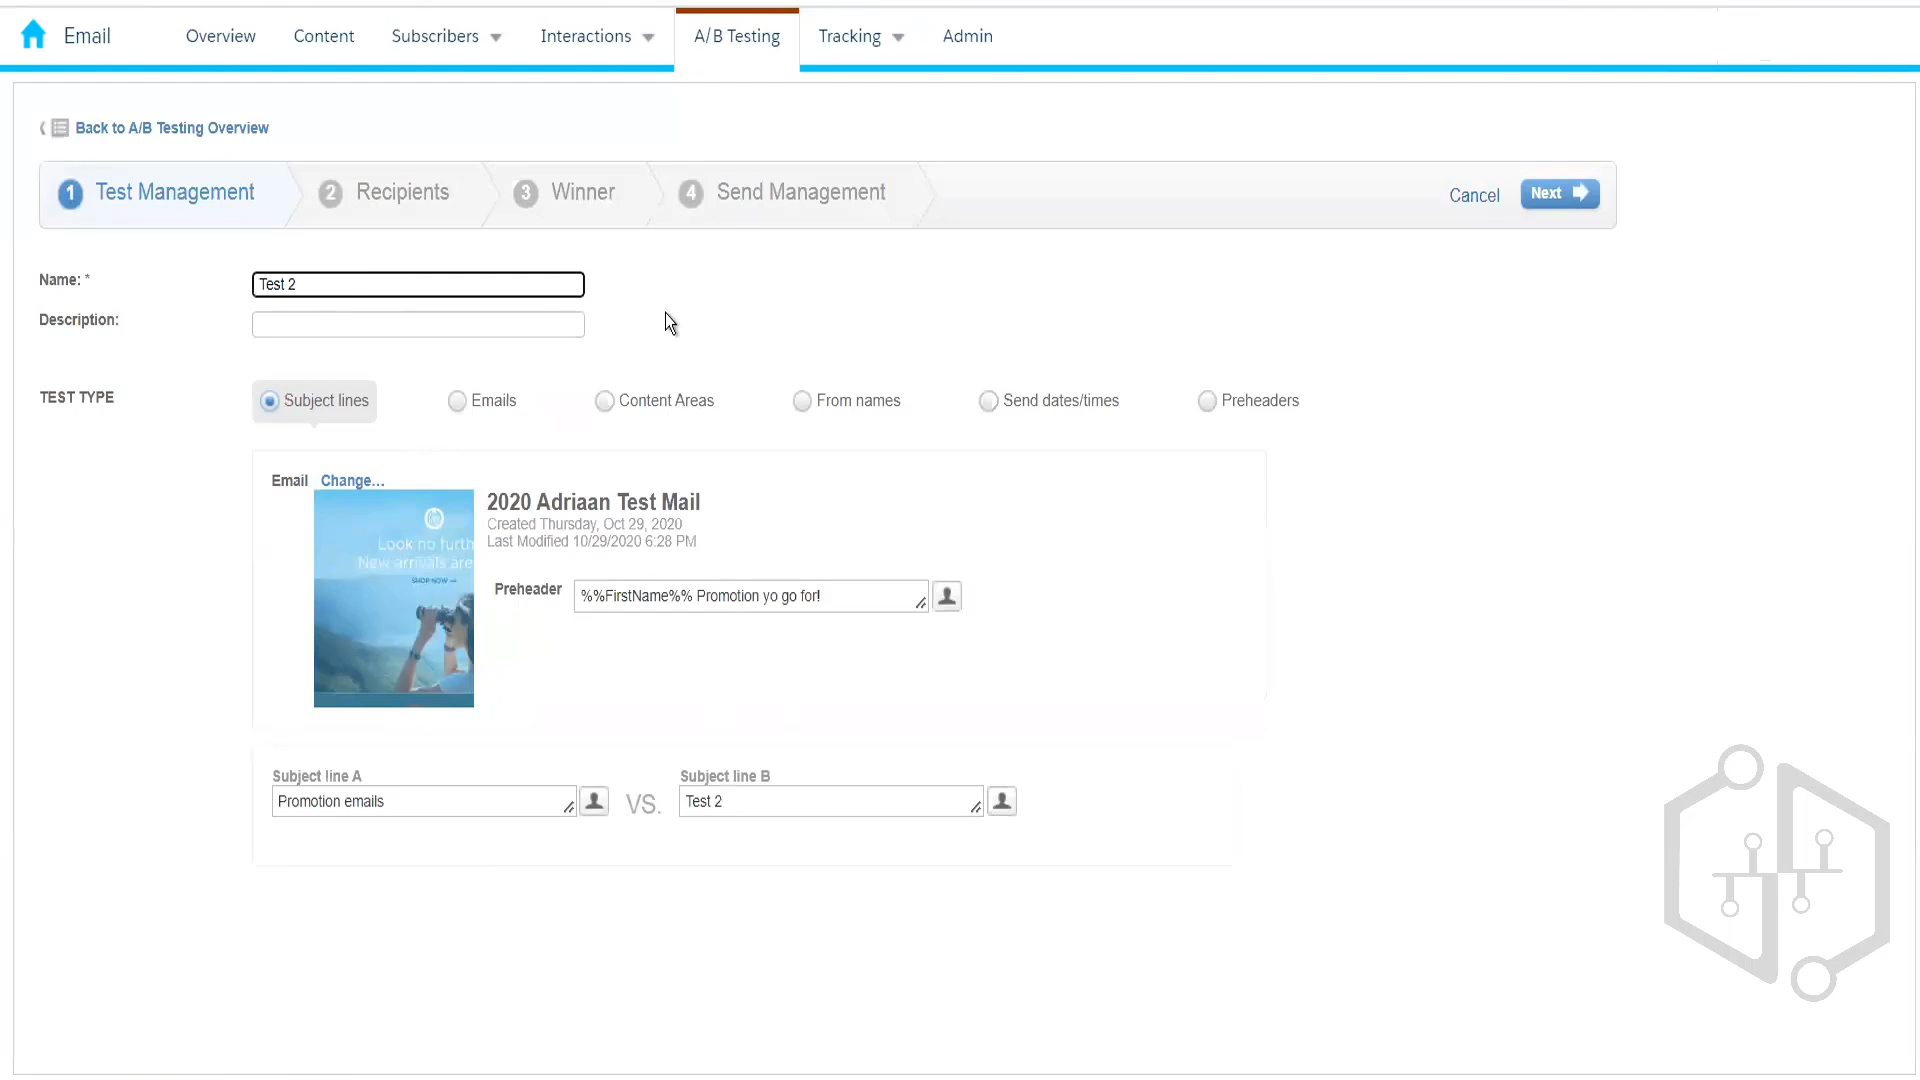 Email
Overview
Content
Subscribers
Interactions
A/B Testing
Tracking
Admin
Back to A/B Testing Overview
1 Test Management
2 Recipients
3 Winner
4 Send Management
Cancel
Next
Name: *
Test 2
Description:
TEST TYPE
Subject lines
Emails
Content Areas
From names
Send dates/times
Preheaders
Email Change...
Look no furth
New arrivals are
SHOP NOW
2020 Adriaan Test Mail
Created Thursday, Oct 29, 2020
Last Modified 10/29/2020 6:28 PM
Preheader
%%FirstName%% Promotion yo go for!
Subject line A
Promotion emails
VS.
Subject line B
Test 2